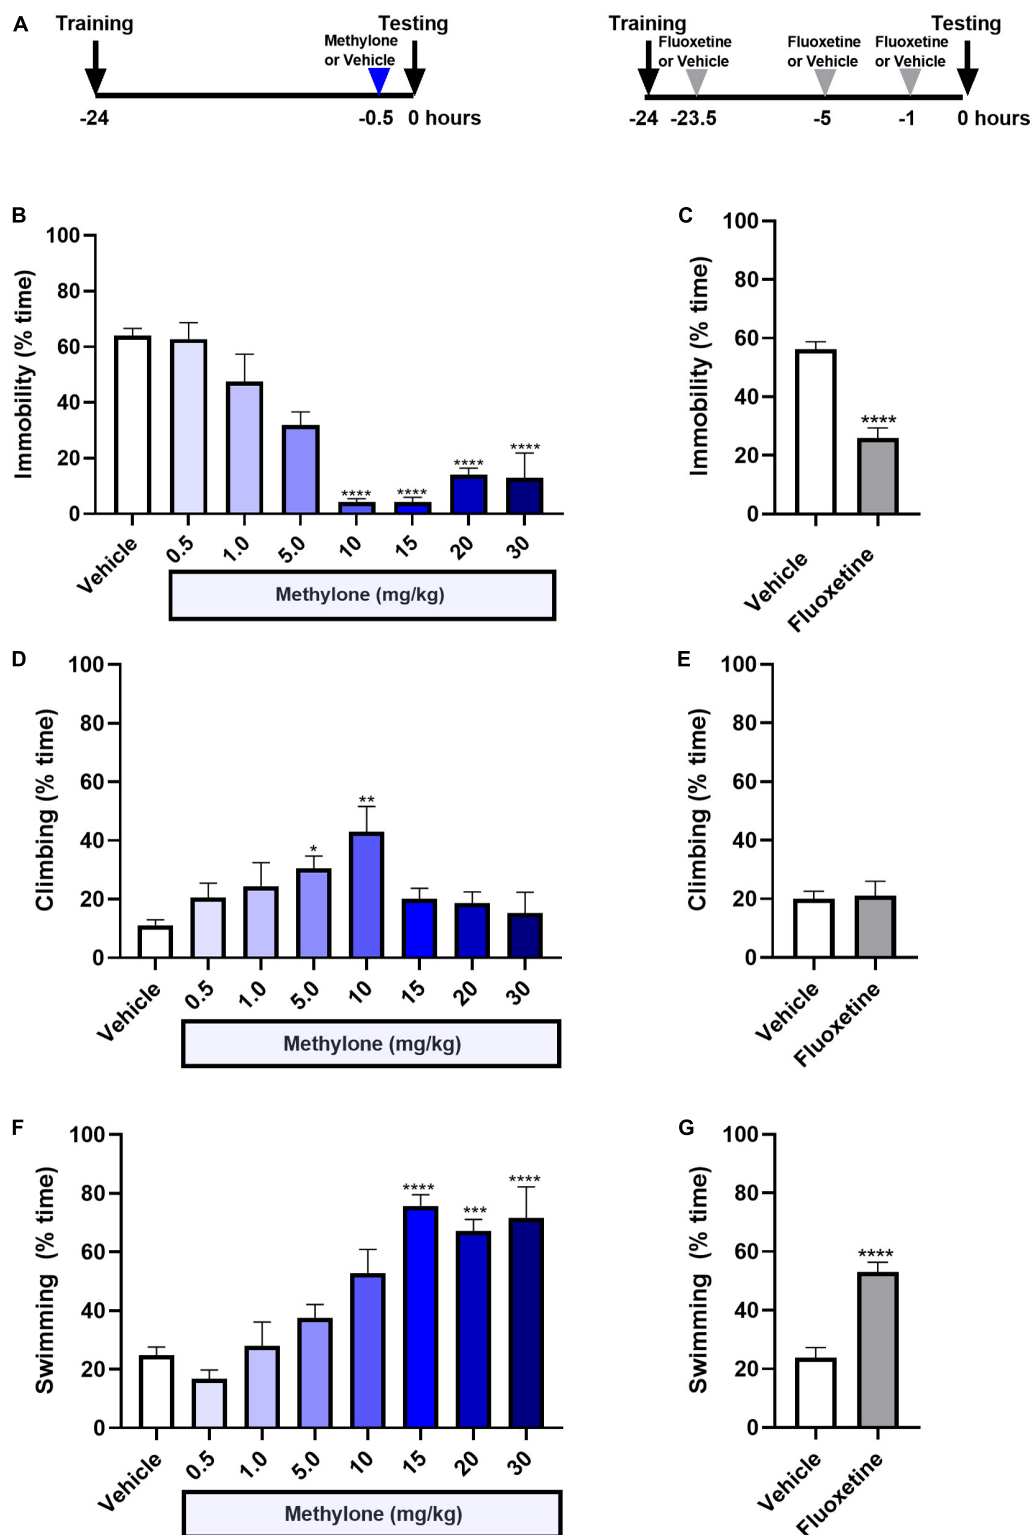 A
Training
Testing
Methylone
or Vehicle
-24
-0.5
0 hours
Training
Testing
Fluoxetine
or Vehicle
Fluoxetine
or Vehicle
Fluoxetine
or Vehicle
-24
-23.5
-5
-1
0 hours
B
Immobility (% time)
100
80
60
40
20
0
****
****
****
****
Vehicle
0.5
1.0
5.0
10
15
20
30
Methylone (mg/kg)
C
Immobility (% time)
100
80
60
40
20
0
****
Vehicle
Fluoxetine
D
Climbing (% time)
100
80
60
40
20
0
*
**
Vehicle
0.5
1.0
5.0
10
15
20
30
Methylone (mg/kg)
E
Climbing (% time)
100
80
60
40
20
0
Vehicle
Fluoxetine
F
Swimming (% time)
100
80
60
40
20
0
****
***
****
Vehicle
0.5
1.0
5.0
10
15
20
30
Methylone (mg/kg)
G
Swimming (% time)
100
80
60
40
20
0
****
Vehicle
Fluoxetine